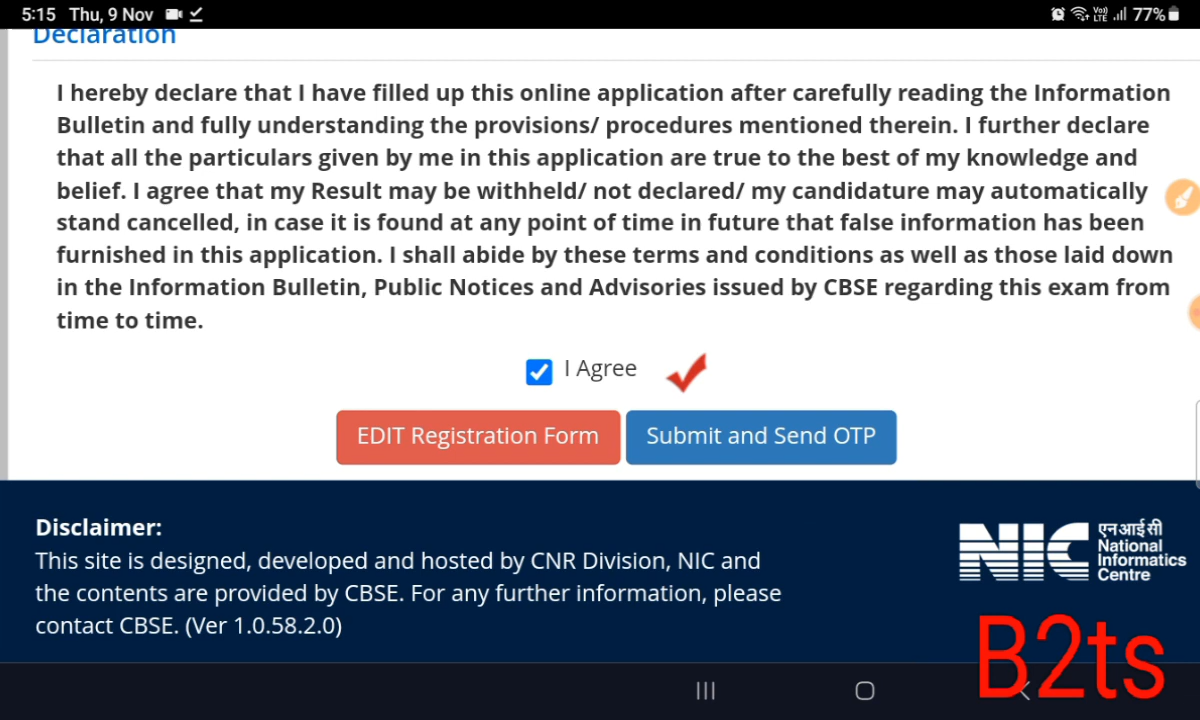 5:15 Thu, 9 Nov
Vo)) LTE 77%
Declaration
I hereby declare that I have filled up this online application after carefully reading the Information
Bulletin and fully understanding the provisions/ procedures mentioned therein. I further declare
that all the particulars given by me in this application are true to the best of my knowledge and
belief. I agree that my Result may be withheld/ not declared/ my candidature may automatically
stand cancelled, in case it is found at any point of time in future that false information has been
furnished in this application. I shall abide by these terms and conditions as well as those laid down
in the Information Bulletin, Public Notices and Advisories issued by CBSE regarding this exam from
time to time.
I Agree
EDIT Registration Form
Submit and Send OTP
Disclaimer:
This site is designed, developed and hosted by CNR Division, NIC and
the contents are provided by CBSE. For any further information, please
contact CBSE. (Ver 1.0.58.2.0)
NIC
एनआईसी
National
Informatics
Centre
B2ts